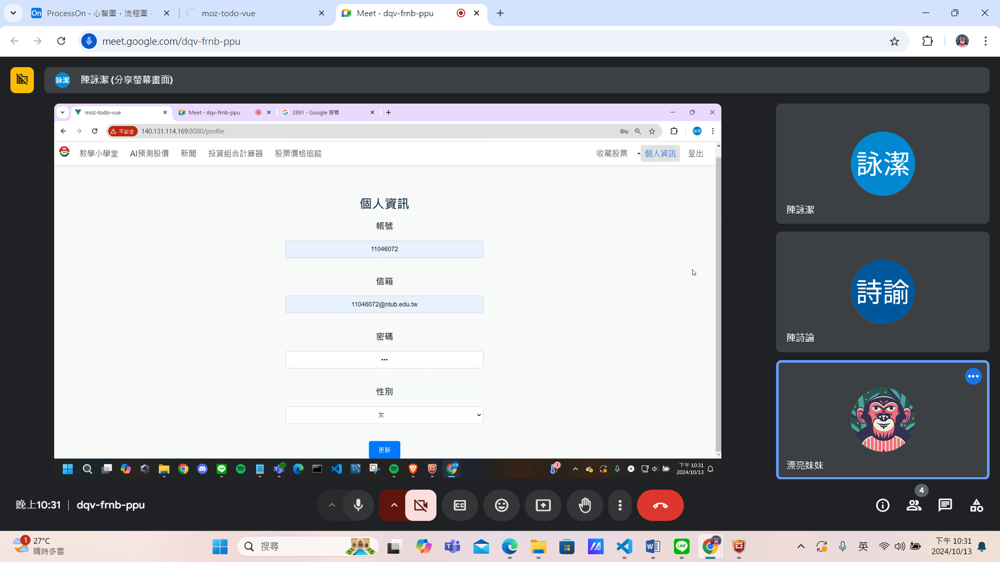 On ProcessOn - 心智圖，流程圖， moz-todo-vue Meet - dqv-frnb-ppu
meet.google.com/dqv-frnb-ppu
詠潔 陳詠潔 (分享螢幕畫面)
moz-todo-vue Meet - dqv-frnb-ppu 2891 - Google 搜尋
不安全 140.131.114.169:8080/profile 詠潔
教學小學堂 AI預測股價 新聞 投資組合計算器 股票價格追蹤 收藏股票 個人資訊 登出
個人資訊
帳號
11046072
信箱
11046072@ntub.edu.tw
密碼
•••
性別
女
更新
1 下午 10:31
2024/10/13
詠潔
陳詠潔
詩諭
陳詩諭
漂亮妹妹
晚上10:31 dqv-frnb-ppu
4
1 27°C
晴時多雲
搜尋
LINE
英
下午 10:31
2024/10/13